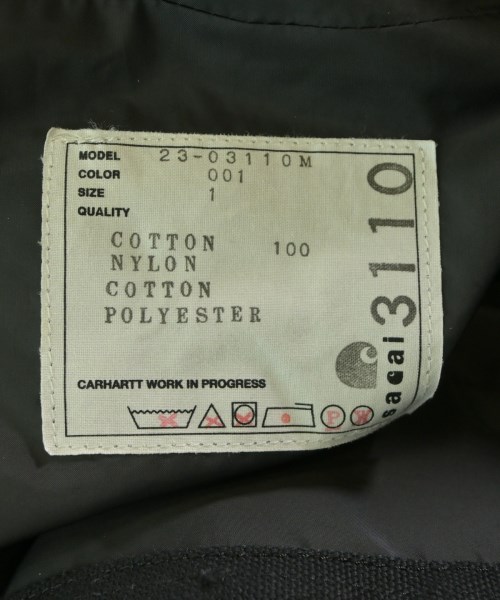 MODEL 23-03110M
COLOR 001
SIZE 1
QUALITY
COTTON 100
NYLON
COTTON
POLYESTER
CARHARTT WORK IN PROGRESS
P W
sacai 3110